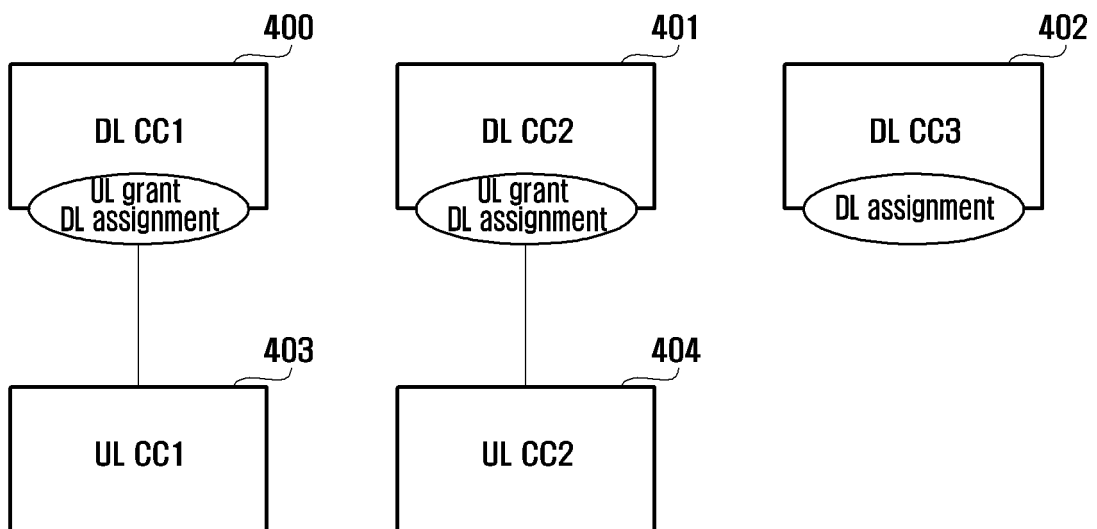 400
401
402
DL CC1
DL CC2
DL CC3
UL grant
DL assignment
UL grant
DL assignment
DL assignment
403
404
UL CC1
UL CC2